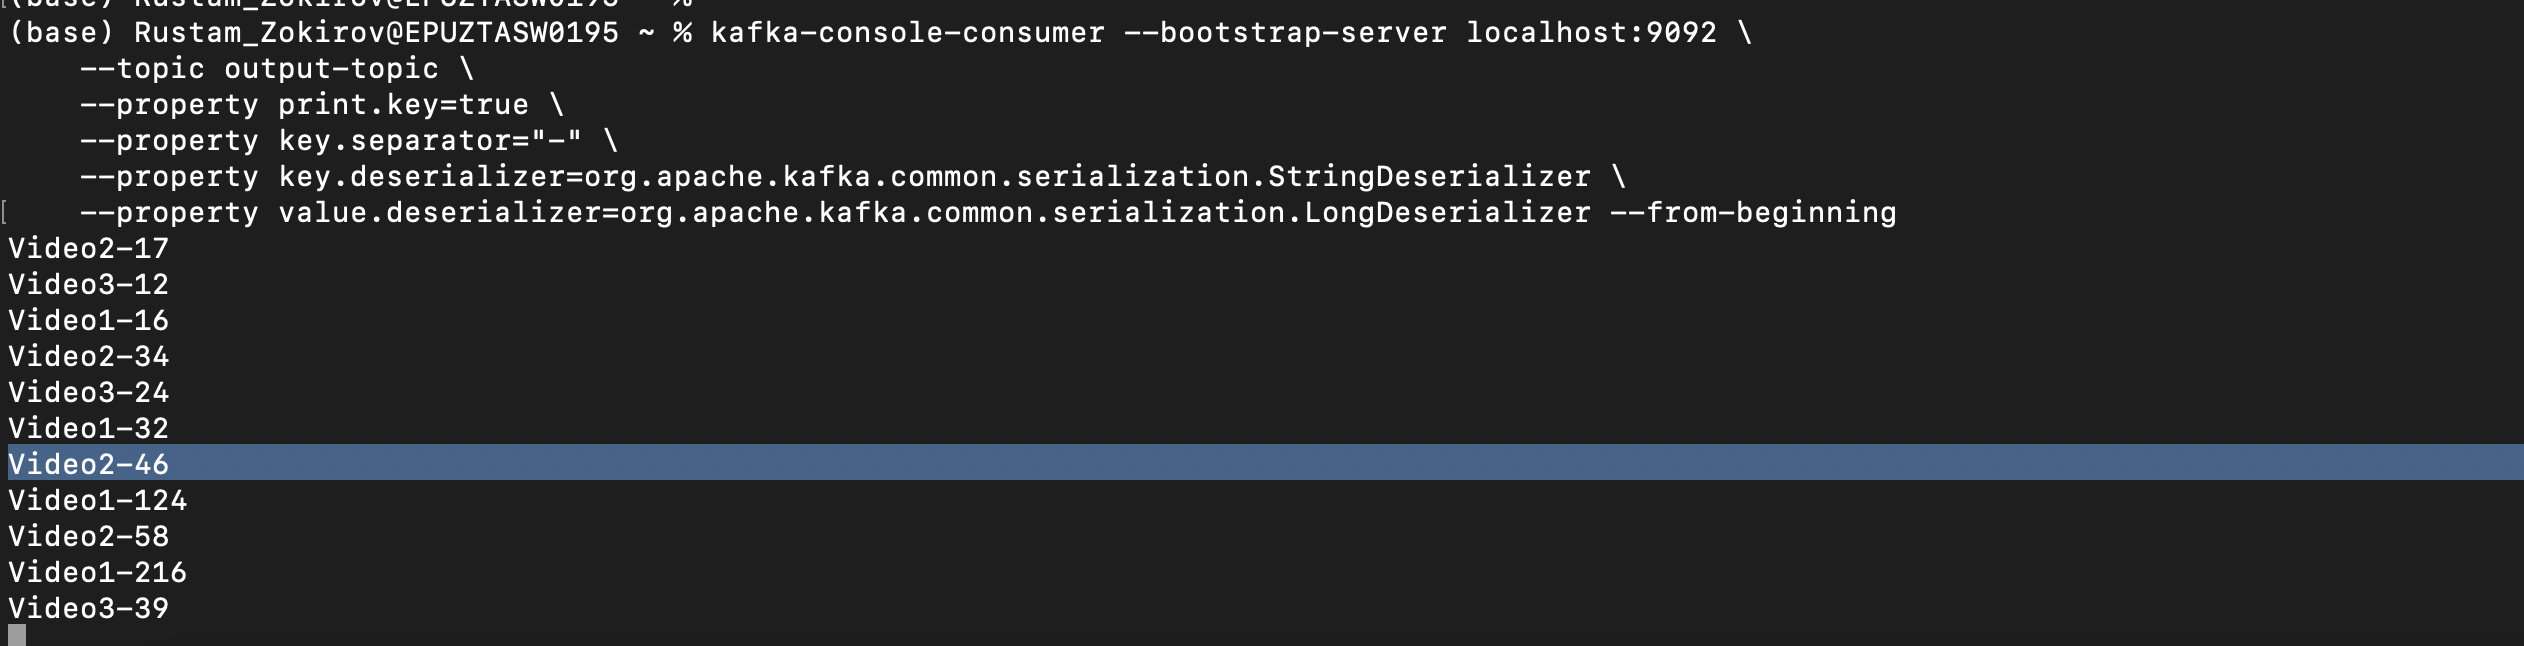 (base) Rustam_Zokirov@EPUZTASW0195 ~ %
(base) Rustam_Zokirov@EPUZTASW0195 ~ % kafka-console-consumer --bootstrap-server localhost:9092 \
    --topic output-topic \
    --property print.key=true \
    --property key.separator="-" \
    --property key.deserializer=org.apache.kafka.common.serialization.StringDeserializer \
[    --property value.deserializer=org.apache.kafka.common.serialization.LongDeserializer --from-beginning
Video2-17
Video3-12
Video1-16
Video2-34
Video3-24
Video1-32
Video2-46
Video1-124
Video2-58
Video1-216
Video3-39